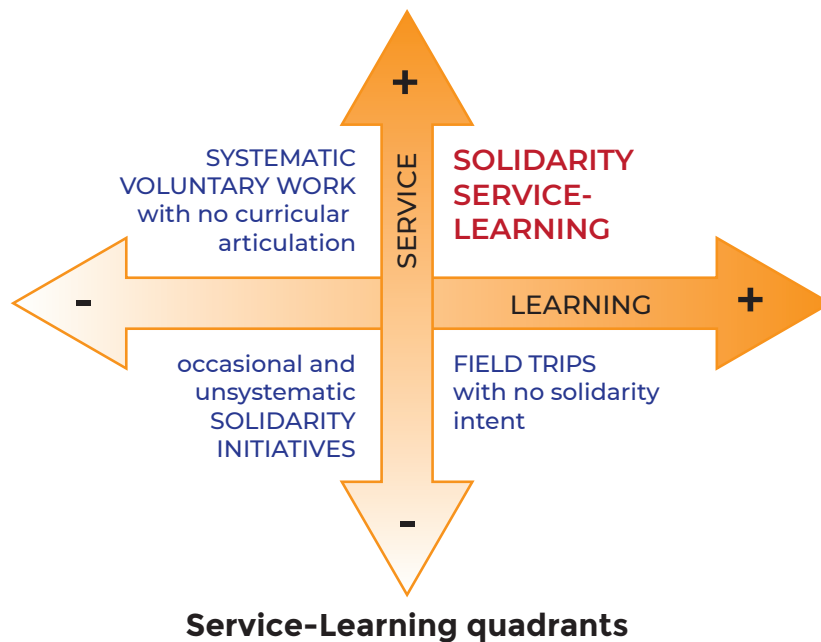 +
SERVICE
SYSTEMATIC
VOLUNTARY WORK
with no curricular
articulation
SOLIDARITY
SERVICE-
LEARNING
-
LEARNING
+
occasional and
unsystematic
SOLIDARITY
INITIATIVES
FIELD TRIPS
with no solidarity
intent
-
Service-Learning quadrants